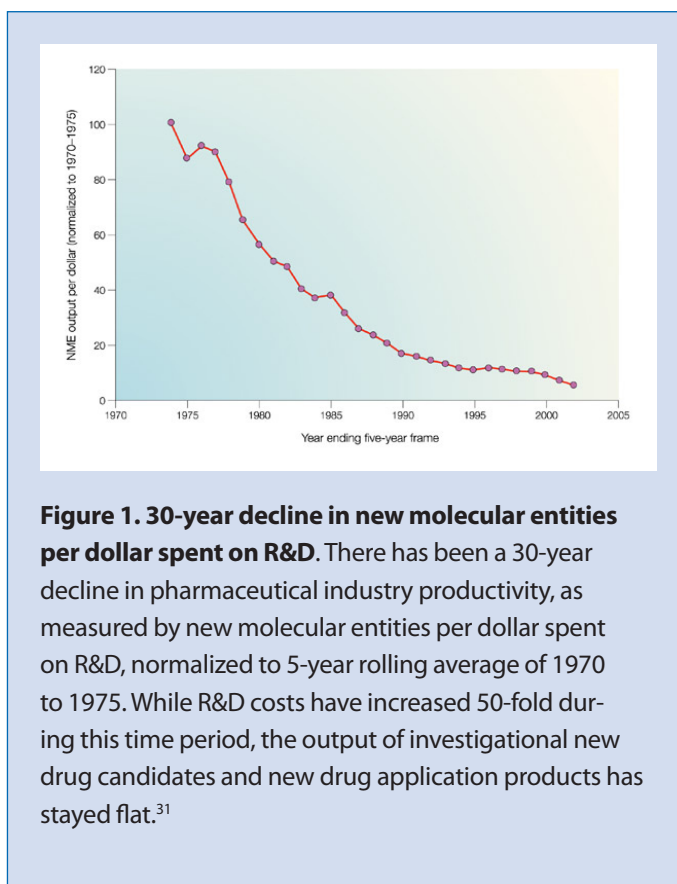 120
100
80
60
40
20
0
NME output per dollar (normalized to 1970–1975)
1970
1975
1980
1985
1990
1995
2000
2005
Year ending five-year frame
Figure 1. 30-year decline in new molecular entities
per dollar spent on R&D. There has been a 30-year
decline in pharmaceutical industry productivity, as
measured by new molecular entities per dollar spent
on R&D, normalized to 5-year rolling average of 1970
to 1975. While R&D costs have increased 50-fold dur-
ing this time period, the output of investigational new
drug candidates and new drug application products has
stayed flat.31